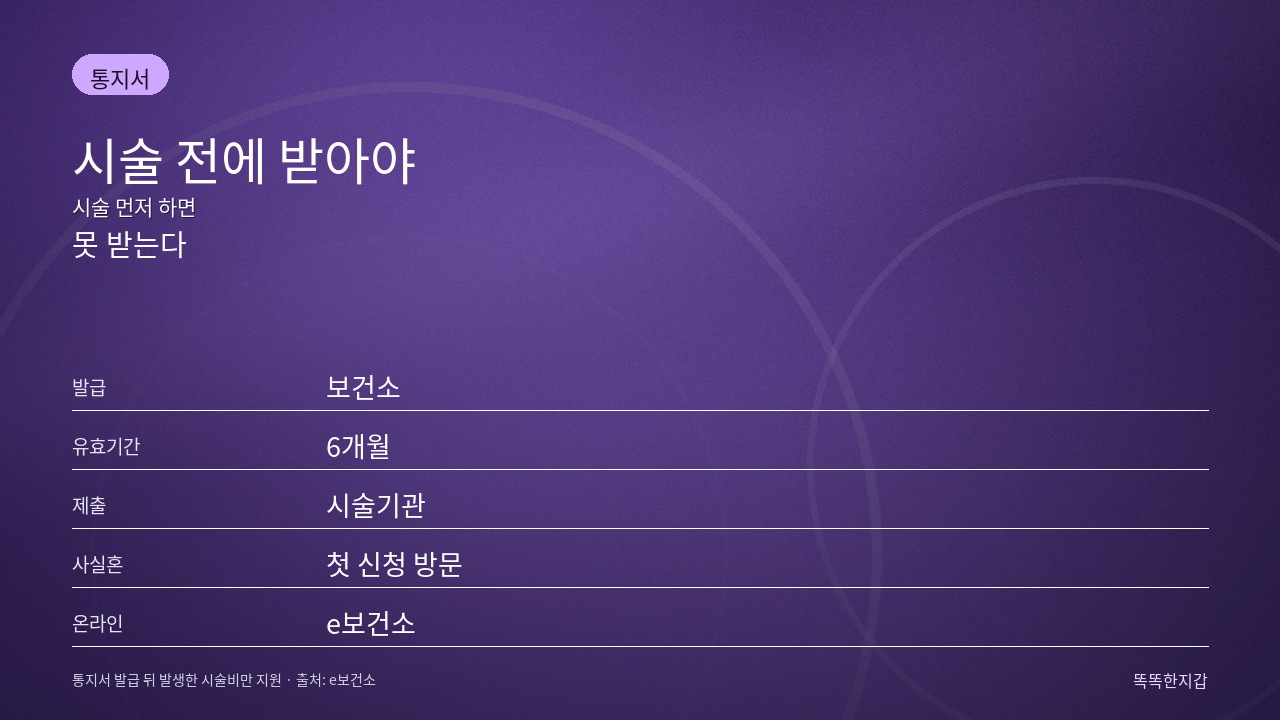 통지서
시술 전에 받아야
시술 먼저 하면
못 받는다
발급 보건소
유효기간 6개월
제출 시술기관
사실혼 첫 신청 방문
온라인 e보건소
통지서 발급 뒤 발생한 시술비만 지원 · 출처: e보건소
똑똑한지갑